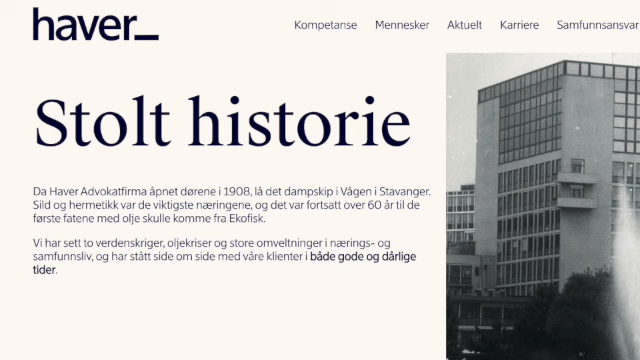 haver_
Kompetanse Mennesker Aktuelt Karriere Samfunnsansvar
Stolt historie
Da Haver Advokatfirma åpnet dørene i 1908, lå det dampskip i Vågen i Stavanger.
Sild og hermetikk var de viktigste næringene, og det var fortsatt over 60 år til de
første fatene med olje skulle komme fra Ekofisk.
Vi har sett to verdenskriger, oljekriser og store omveltninger i nærings- og
samfunnsliv, og har stått side om side med våre klienter i både gode og dårlige
tider.